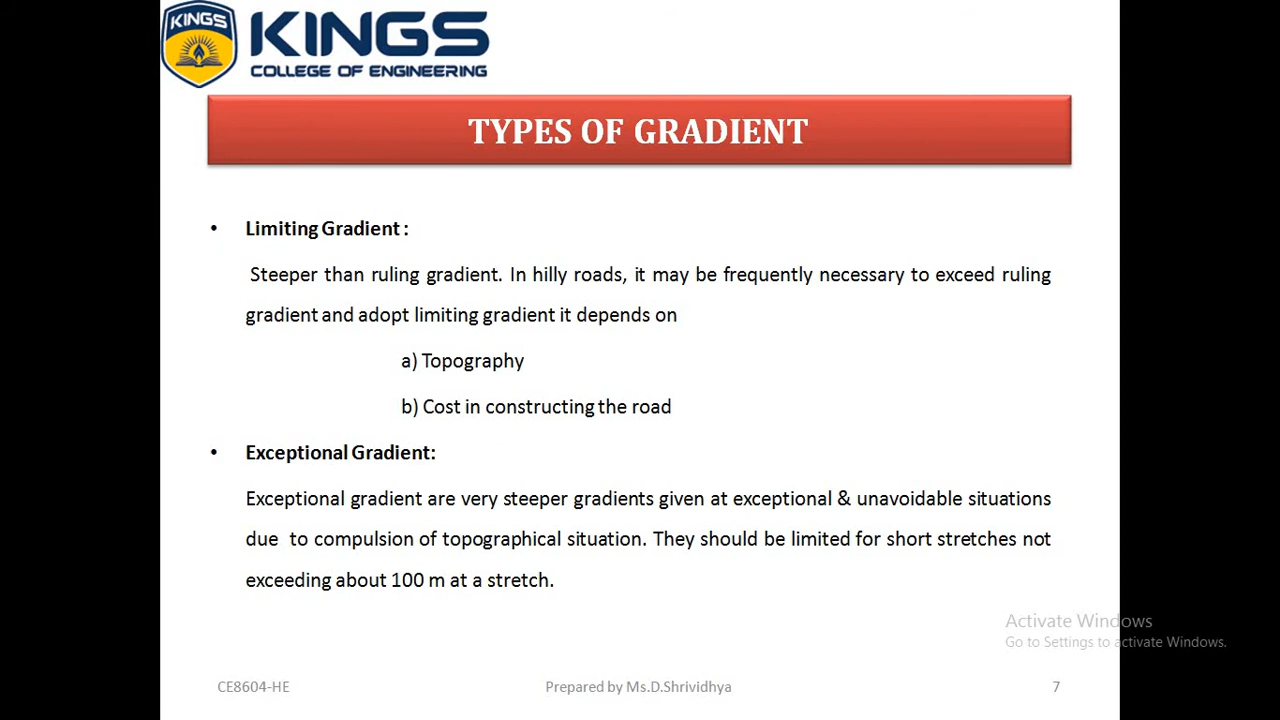 KINGS
KINGS
COLLEGE OF ENGINEERING
TYPES OF GRADIENT
• Limiting Gradient :
Steeper than ruling gradient. In hilly roads, it may be frequently necessary to exceed ruling
gradient and adopt limiting gradient it depends on
a) Topography
b) Cost in constructing the road
• Exceptional Gradient:
Exceptional gradient are very steeper gradients given at exceptional & unavoidable situations
due to compulsion of topographical situation. They should be limited for short stretches not
exceeding about 100 m at a stretch.
Activate Windows
Go to Settings to activate Windows.
CE8604-HE Prepared by Ms.D.Shrividhya 7